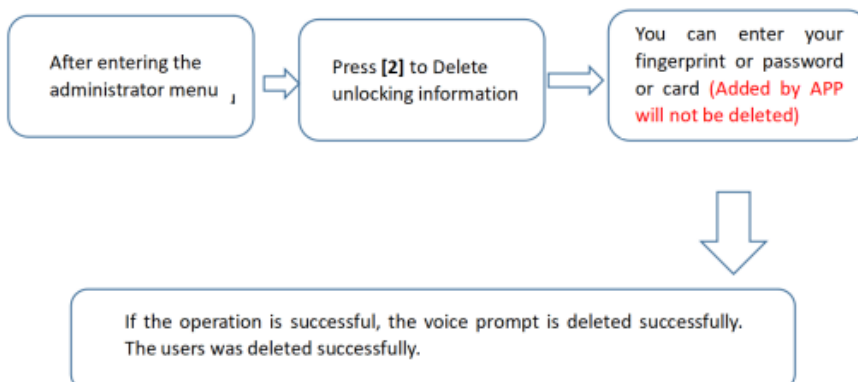 After entering the
administrator menu ,
Press [2] to Delete
unlocking information
You can enter your
fingerprint or password
or card (Added by APP
will not be deleted)
If the operation is successful, the voice prompt is deleted successfully.
The users was deleted successfully.